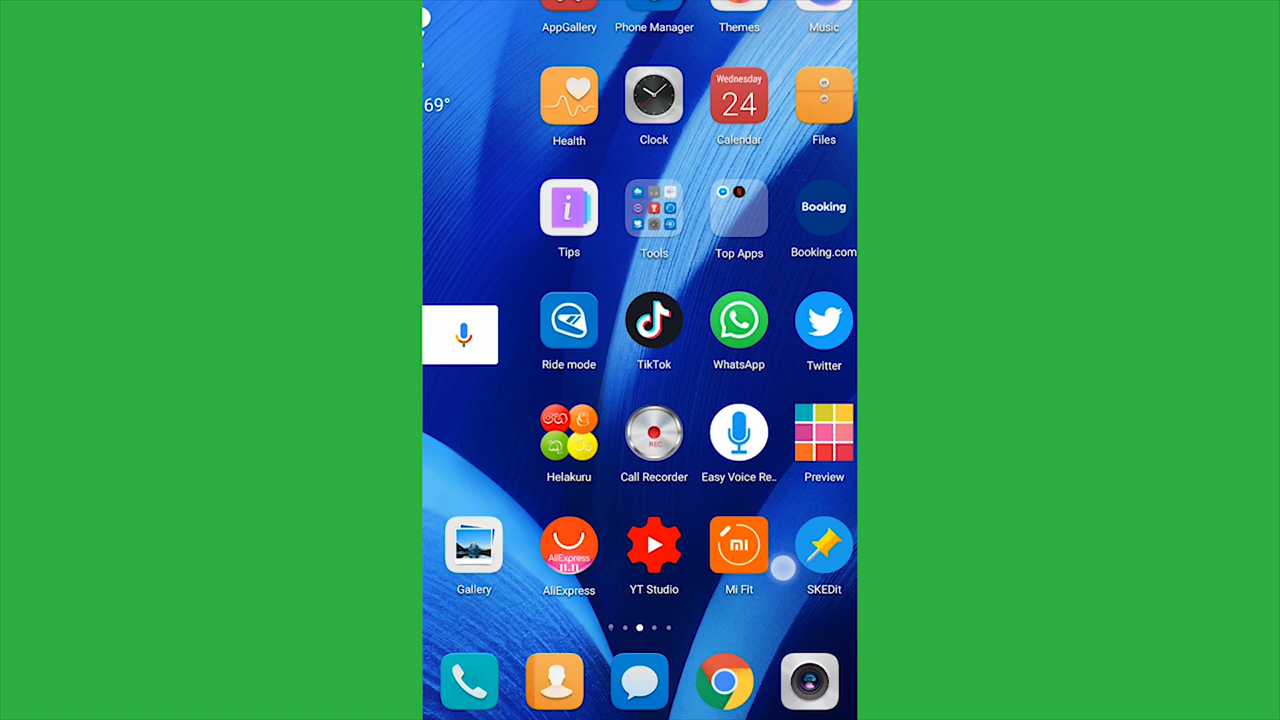 AppGallery Phone Manager Themes Music
69°
Wednesday
24
Health Clock Calendar Files
Booking
Tips Tools Top Apps Booking.com
Ride mode TikTok WhatsApp Twitter
හෙ ළ
කු රු
REC
Helakuru Call Recorder Easy Voice Re.. Preview
AliExpress
11.11
mi
Gallery AliExpress YT Studio Mi Fit SKEDit